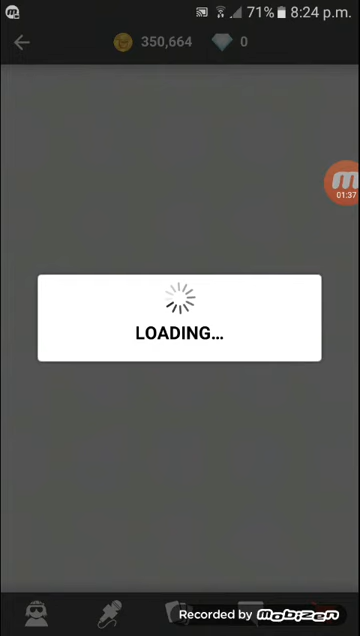 71% 8:24 p.m.
350,664 0
01:37
LOADING...
Recorded by Mobizen